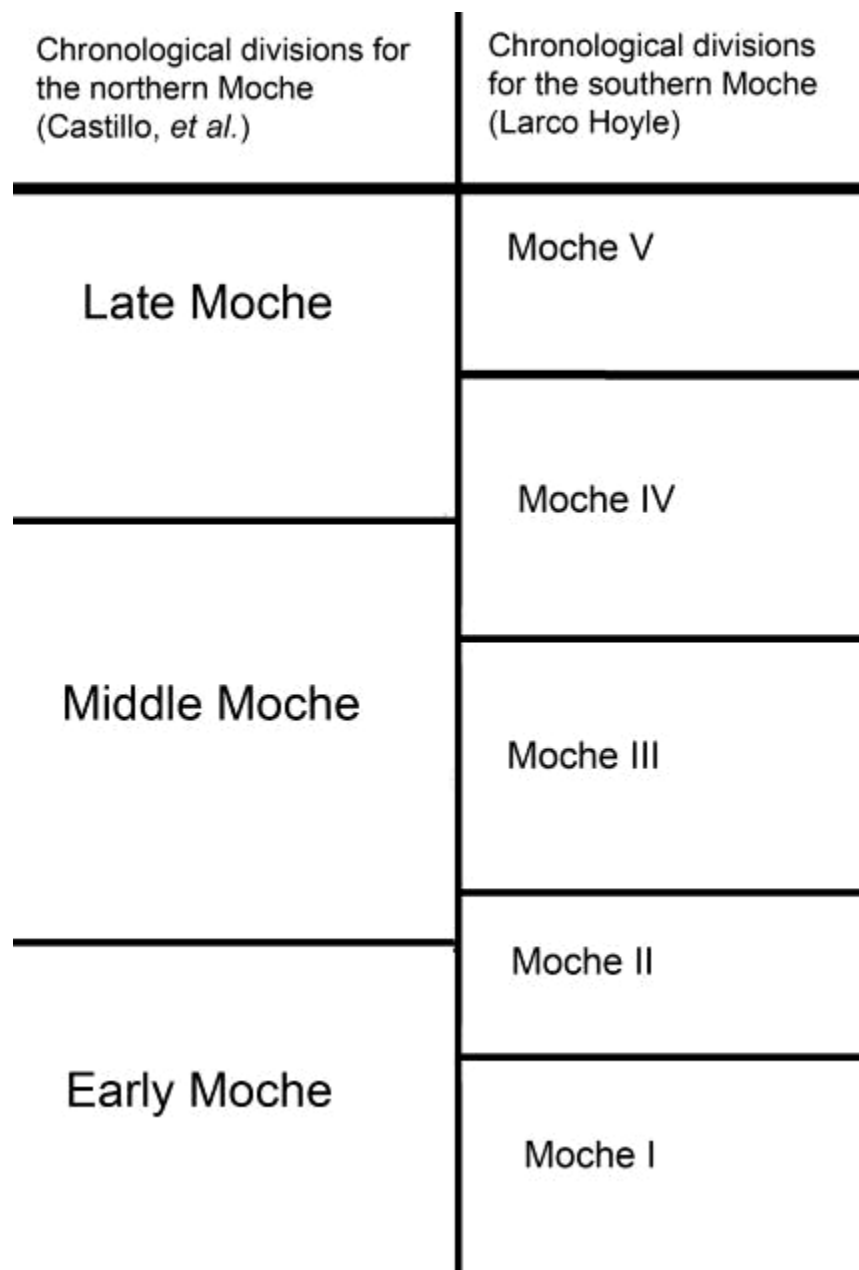 Chronological divisions for
the northern Moche
(Castillo, et al.)
Chronological divisions
for the southern Moche
(Larco Hoyle)
Late Moche
Middle Moche
Early Moche
Moche V
Moche IV
Moche III
Moche II
Moche I